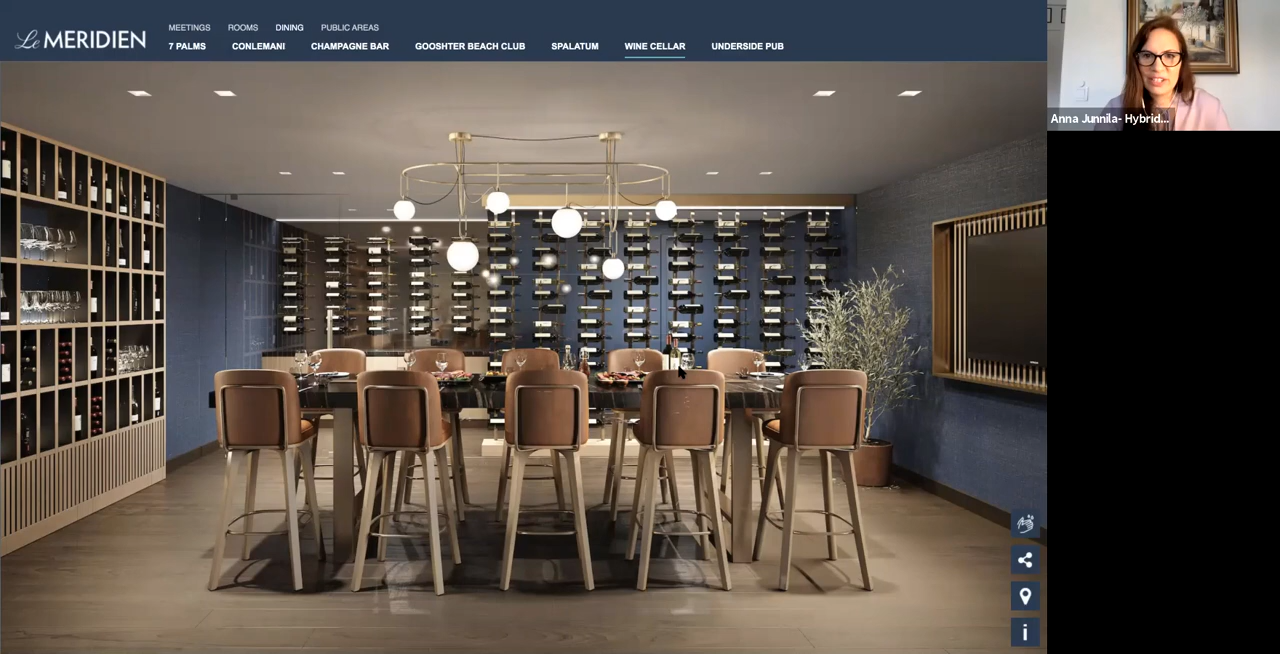 Le MERIDIEN
MEETINGS ROOMS DINING PUBLIC AREAS
7 PALMS CONLEMANI CHAMPAGNE BAR GOOSHTER BEACH CLUB SPALATUM WINE CELLAR UNDERSIDE PUB
Anna Junnila- Hybrid...